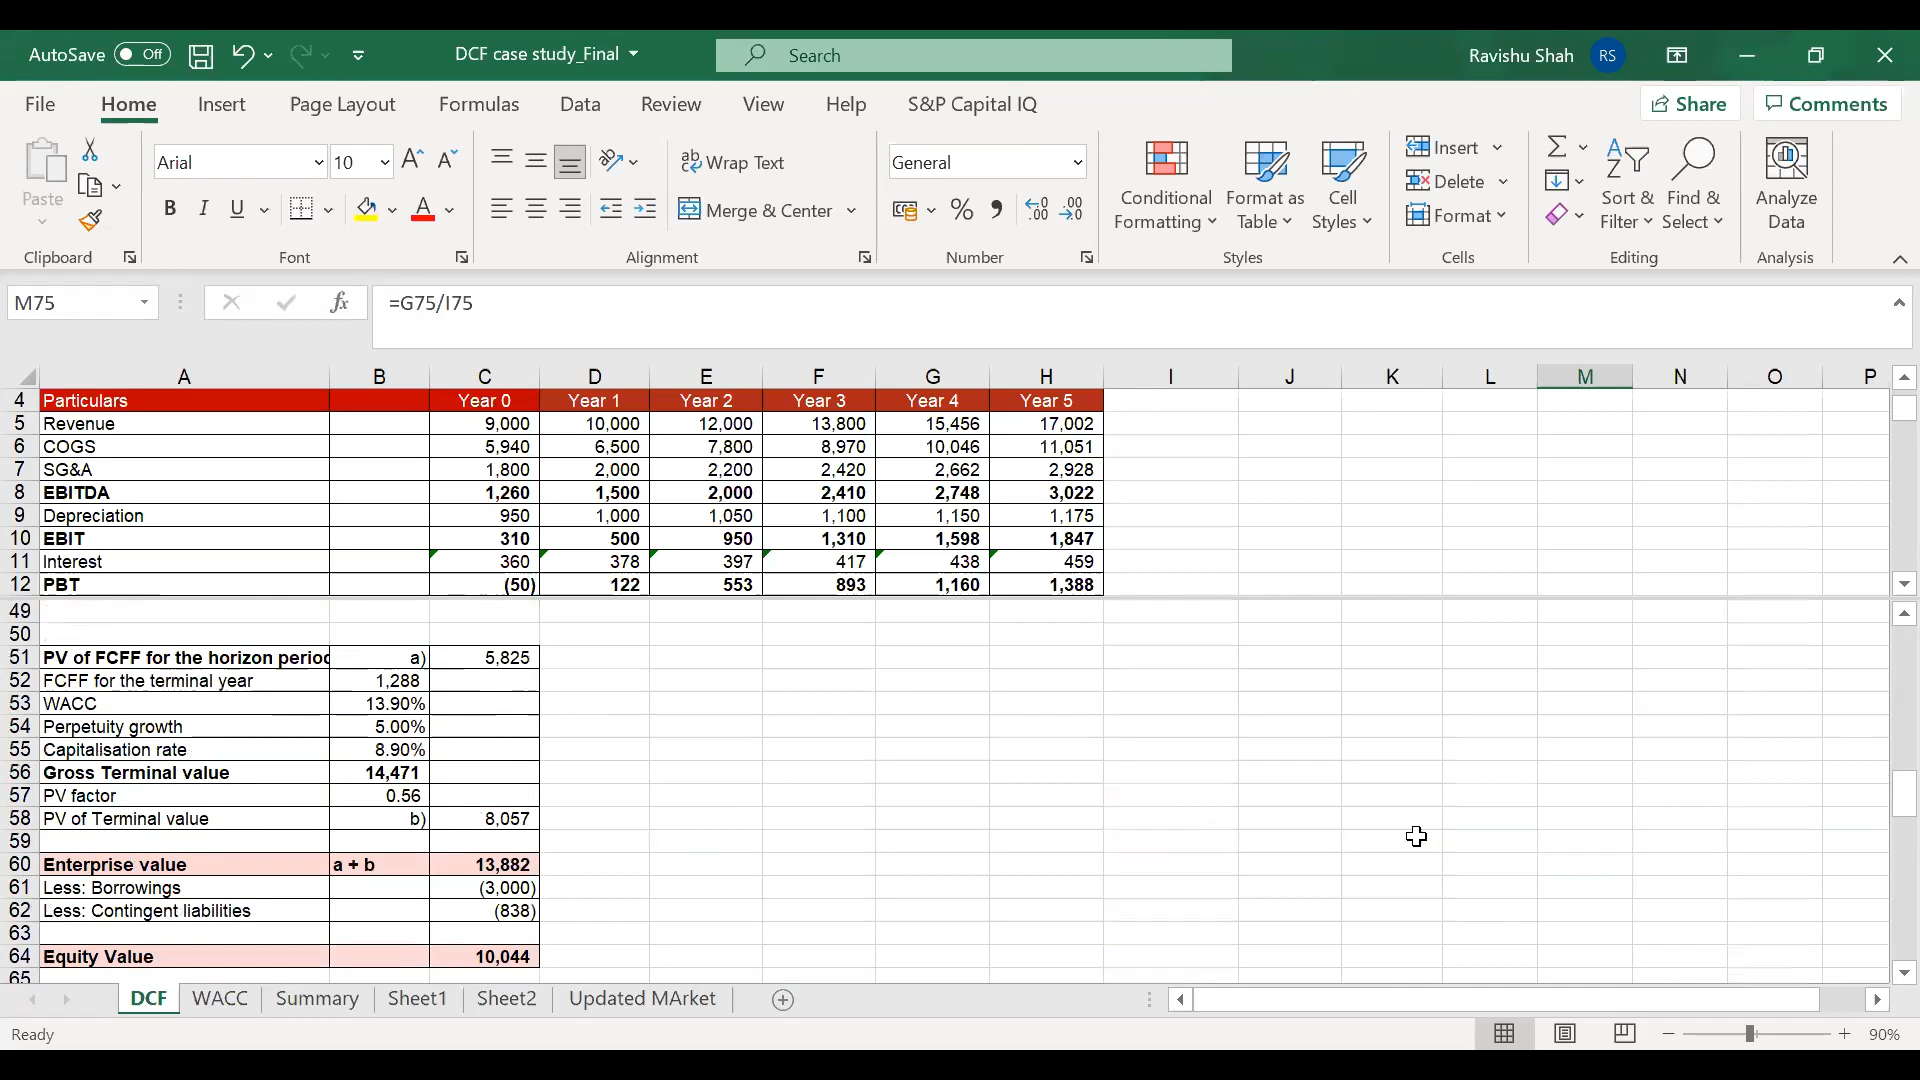 AutoSave Off DCF case study_Final Search Ravishu Shah RS
File Home Insert Page Layout Formulas Data Review View Help S&P Capital IQ Share Comments
Paste Arial 10 Wrap Text General Insert
Conditional Formatting Format as Table Cell Styles Delete Sort & Filter Find & Select Analyze Data
B I U Merge & Center Format
Clipboard Font Alignment Number Styles Cells Editing Analysis
M75 fx =G75/I75
A B C D E F G H I J K L M N O P
4 Particulars Year 0 Year 1 Year 2 Year 3 Year 4 Year 5
5 Revenue 9,000 10,000 12,000 13,800 15,456 17,002
6 COGS 5,940 6,500 7,800 8,970 10,046 11,051
7 SG&A 1,800 2,000 2,200 2,420 2,662 2,928
8 EBITDA 1,260 1,500 2,000 2,410 2,748 3,022
9 Depreciation 950 1,000 1,050 1,100 1,150 1,175
10 EBIT 310 500 950 1,310 1,598 1,847
11 Interest 360 378 397 417 438 459
12 PBT (50) 122 553 893 1,160 1,388
49
50
51 PV of FCFF for the horizon perioc a) 5,825
52 FCFF for the terminal year 1,288
53 WACC 13.90%
54 Perpetuity growth 5.00%
55 Capitalisation rate 8.90%
56 Gross Terminal value 14,471
57 PV factor 0.56
58 PV of Terminal value b) 8,057
59
60 Enterprise value a + b 13,882
61 Less: Borrowings (3,000)
62 Less: Contingent liabilities (838)
63
64 Equity Value 10,044
65
DCF WACC Summary Sheet1 Sheet2 Updated MArket
Ready 90%